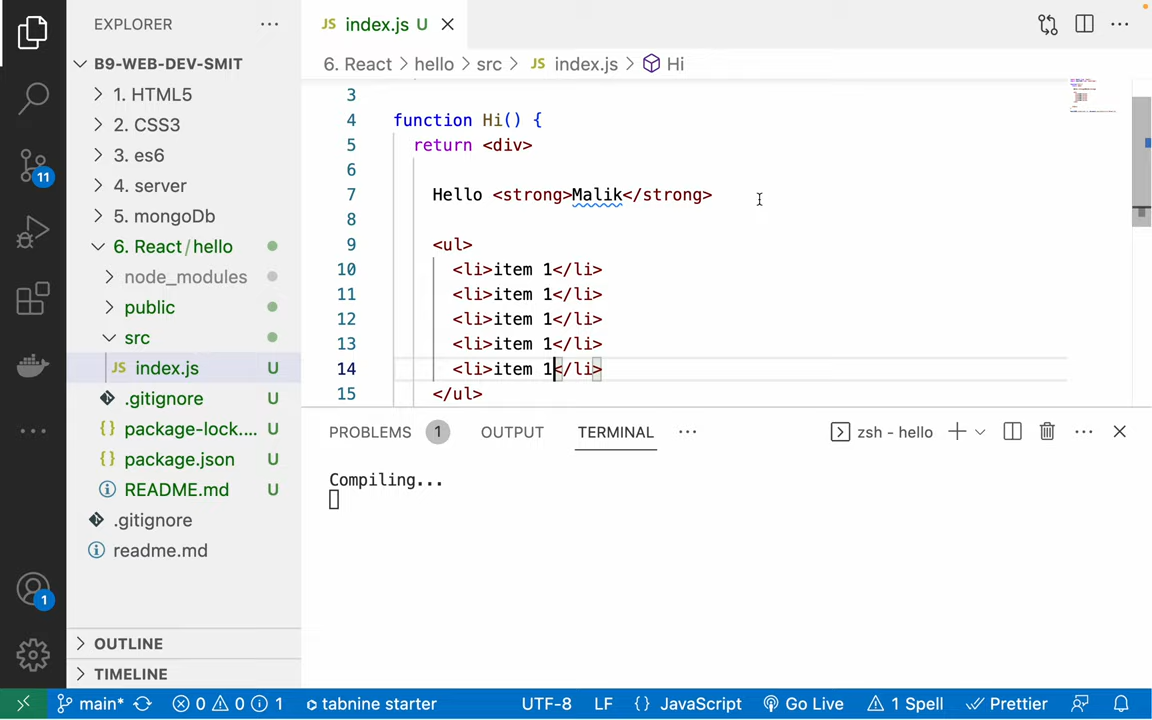 EXPLORER
B9-WEB-DEV-SMIT
1. HTML5
2. CSS3
3. es6
4. server
5. mongoDb
6. React/hello
node_modules
public
src
JS index.js U
.gitignore U
{} package-lock.... U
{} package.json U
README.md U
.gitignore
readme.md
OUTLINE
TIMELINE
11
1
JS index.js U
6. React > hello > src > JS index.js > Hi
3
4 function Hi() {
5 return <div>
6
7 Hello <strong>Malik</strong>
8
9 <ul>
10 <li>item 1</li>
11 <li>item 1</li>
12 <li>item 1</li>
13 <li>item 1</li>
14 <li>item 1</li>
15 </ul>
PROBLEMS 1 OUTPUT TERMINAL ··· zsh - hello
Compiling...
main* 0 0 1 tabnine starter UTF-8 LF {} JavaScript Go Live 1 Spell Prettier